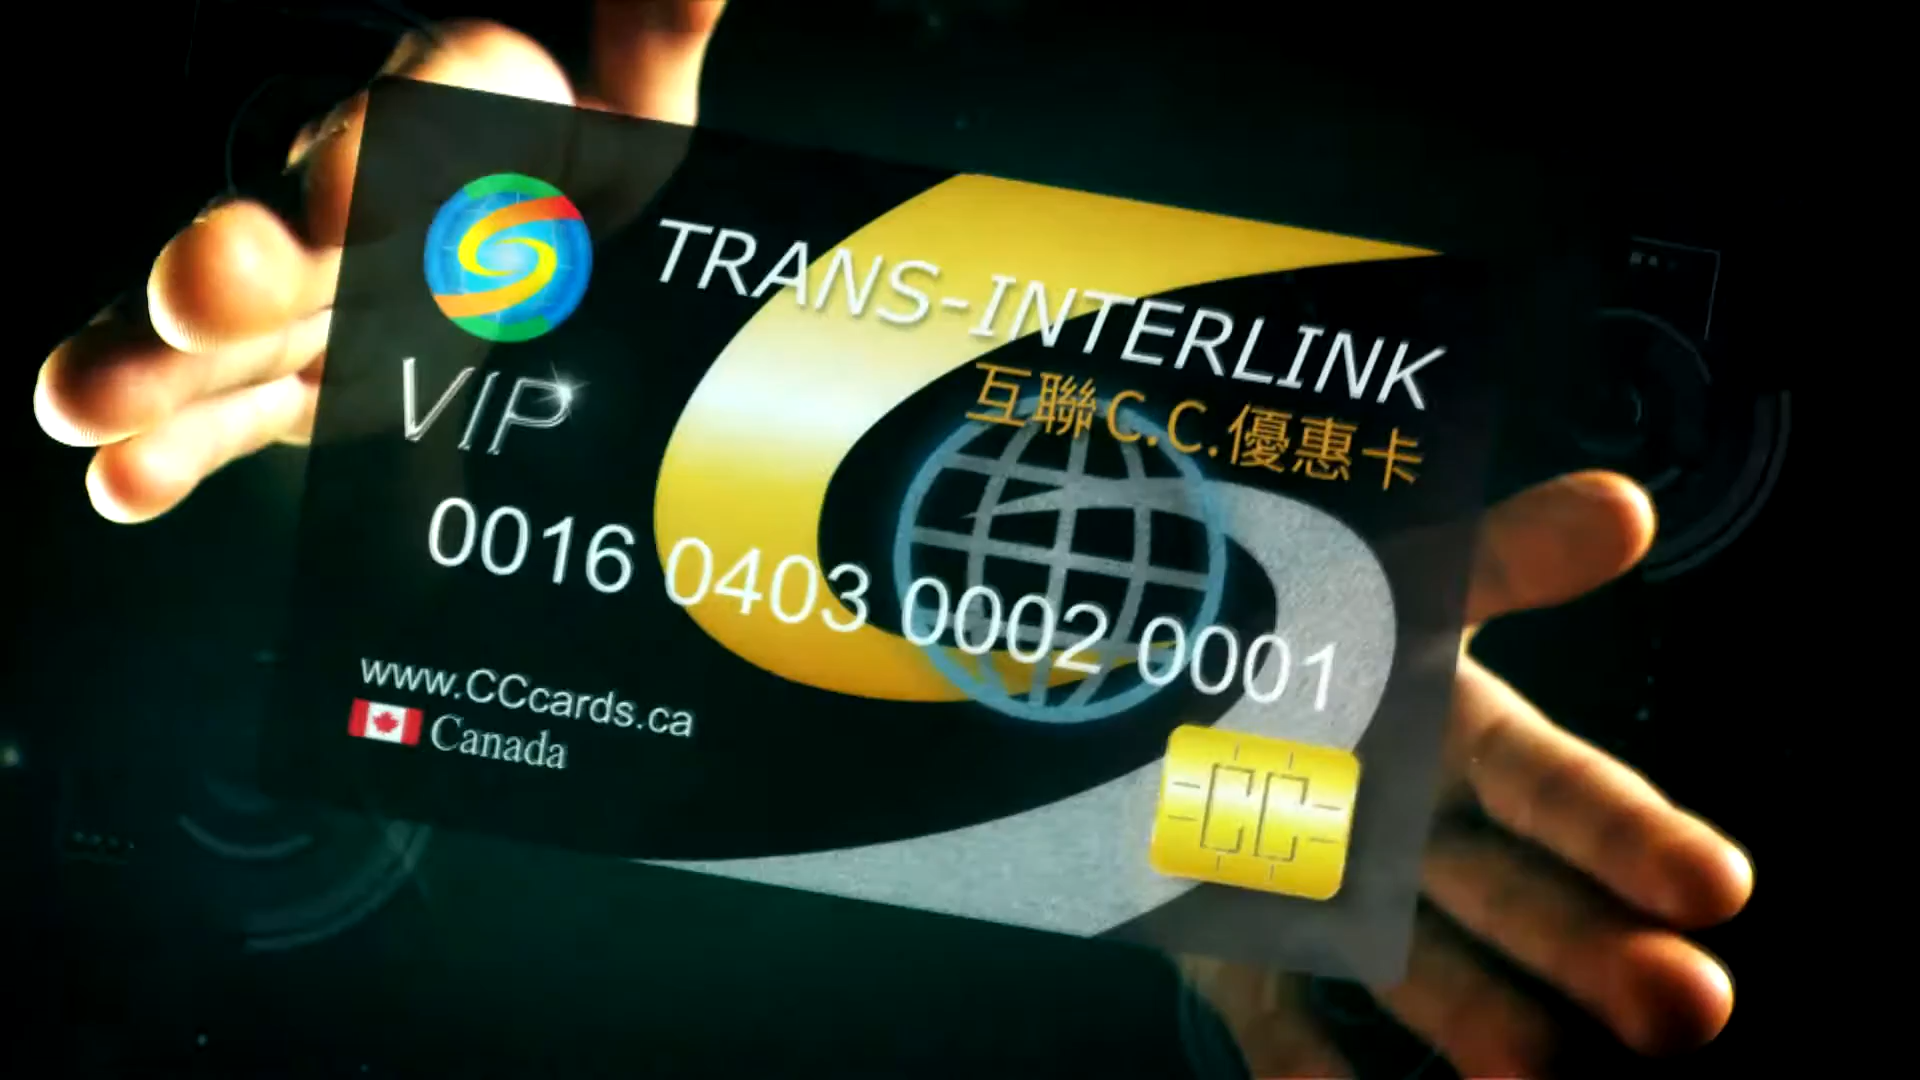 TRANS-INTERLINK
互聯C.C.優惠卡
VIP
0016 0403 0002 0001
www.CCcards.ca
Canada
CC